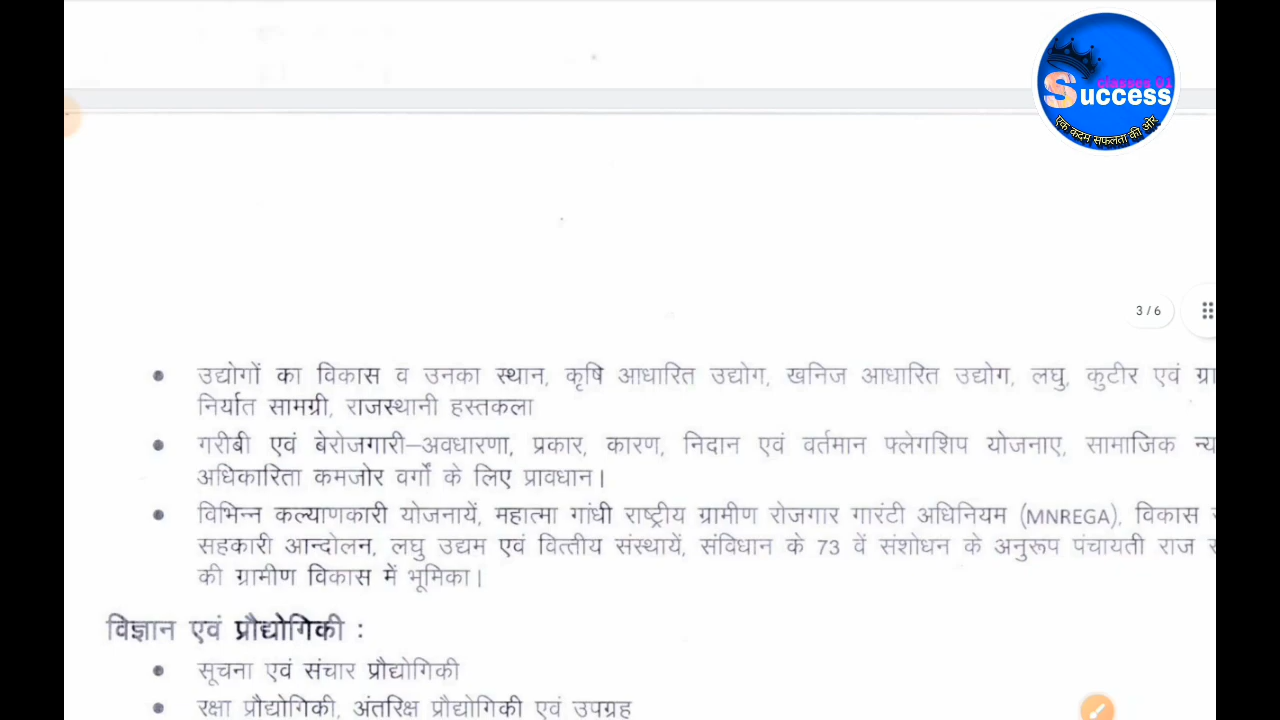 classes 01
Success
एक कदम सफलता की ओर
3 / 6
• उद्योगों का विकास व उनका स्थान, कृषि आधारित उद्योग, खनिज आधारित उद्योग, लघु, कुटीर एवं
निर्यात सामग्री, राजस्थानी हस्तकला
• गरीबी एवं बेरोजगारी–अवधारणा, प्रकार, कारण, निदान एवं वर्तमान फ्लेगशिप योजनाए, सामाजिक
अधिकारिता कमजोर वर्गों के लिए प्रावधान।
• विभिन्न कल्याणकारी योजनायें, महात्मा गांधी राष्ट्रीय ग्रामीण रोजगार गारंटी अधिनियम (MNREGA), विकास
सहकारी आन्दोलन, लघु उद्यम एवं वित्तीय संस्थायें, संविधान के 73 वें संशोधन के अनुरूप पंचायती राज
की ग्रामीण विकास में भूमिका।
विज्ञान एवं प्रौद्योगिकी :
• सूचना एवं संचार प्रौद्योगिकी
• रक्षा प्रौद्योगिकी, अंतरिक्ष प्रौद्योगिकी एवं उपग्रह